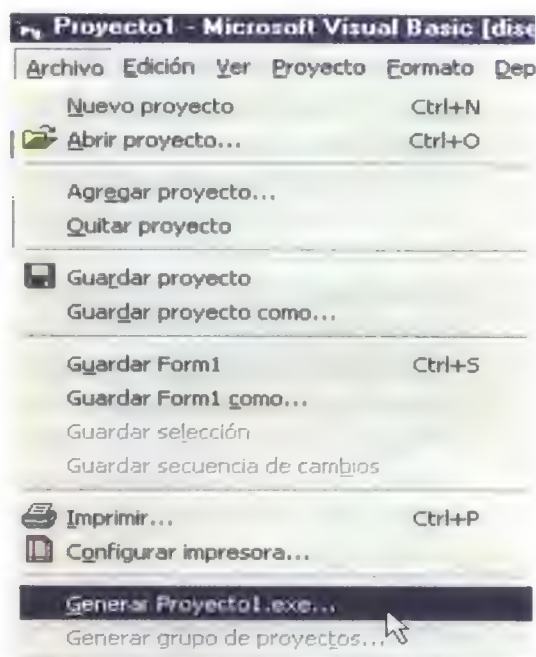 Proyecto1 - Microsoft Visual Basic [dise
Archivo Edición Ver Proyecto Formato Dep
Nuevo proyecto Ctrl+N
Abrir proyecto... Ctrl+O
Agregar proyecto...
Quitar proyecto
Guardar proyecto
Guardar proyecto como...
Guardar Form1 Ctrl+S
Guardar Form1 como...
Guardar selección
Guardar secuencia de cambios
Imprimir... Ctrl+P
Configurar impresora...
Generar Proyecto1.exe...
Generar grupo de proyectos...